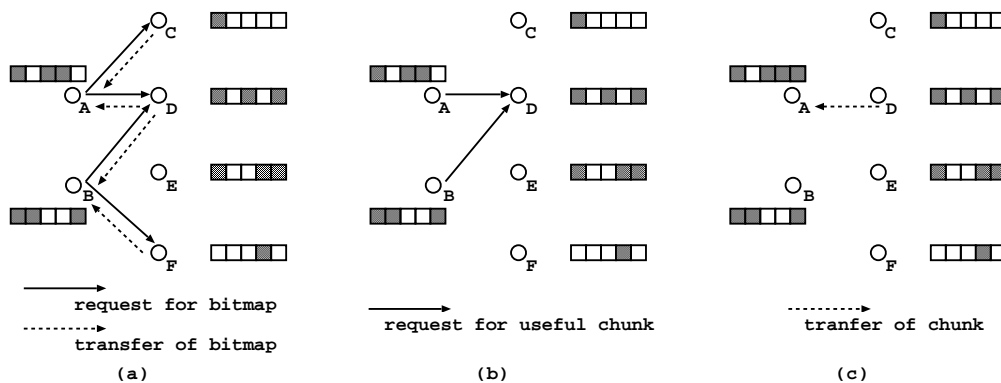 C
C
C
A
D
A
D
A
D
E
E
E
B
B
B
F
F
F
request for bitmap
request for useful chunk
tranfer of chunk
transfer of bitmap
(a)
(b)
(c)